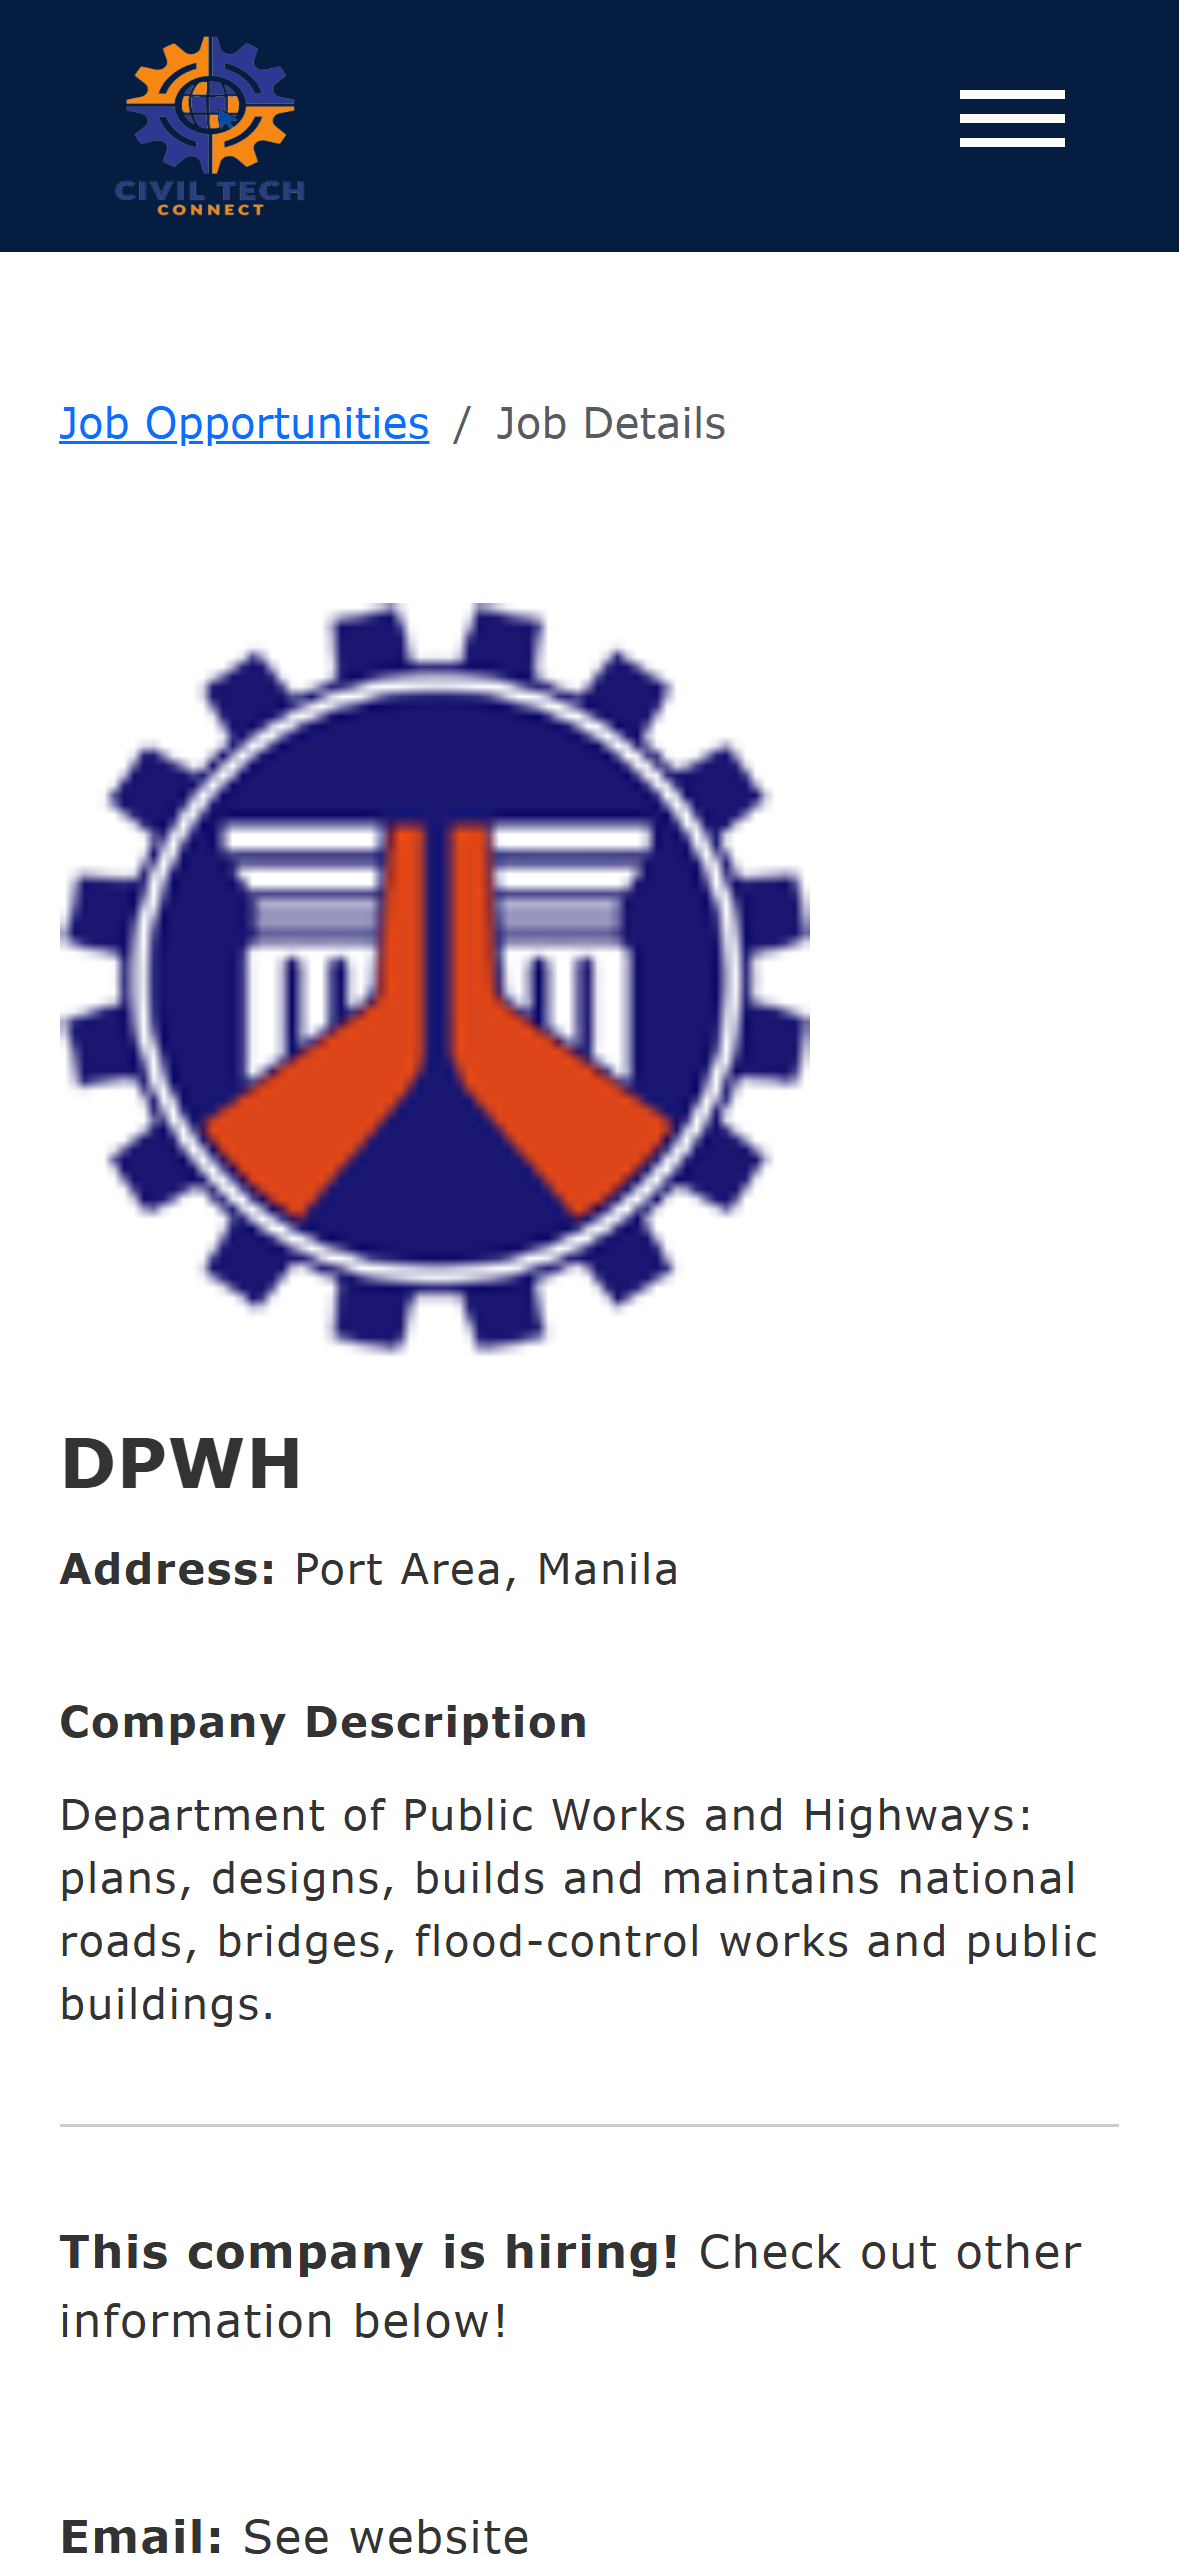 CIVIL TECH
CONNECT
Job Opportunities / Job Details
DPWH
Address: Port Area, Manila
Company Description
Department of Public Works and Highways:
plans, designs, builds and maintains national
roads, bridges, flood-control works and public
buildings.
This company is hiring! Check out other
information below!
Email: See website